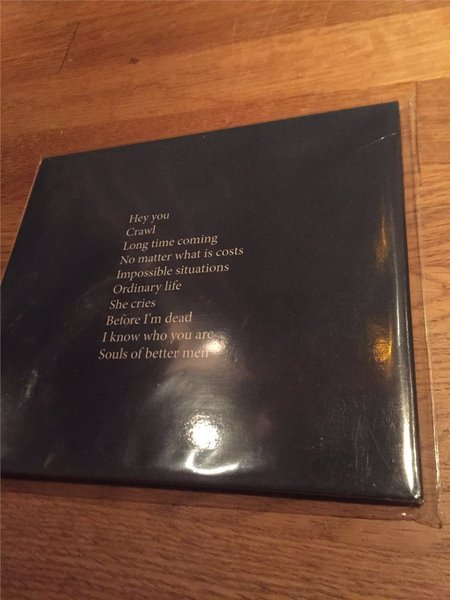 Hey you
Crawl
Long time coming
No matter what is costs
Impossible situations
Ordinary life
She cries
Before I'm dead
I know who you are
Souls of better men